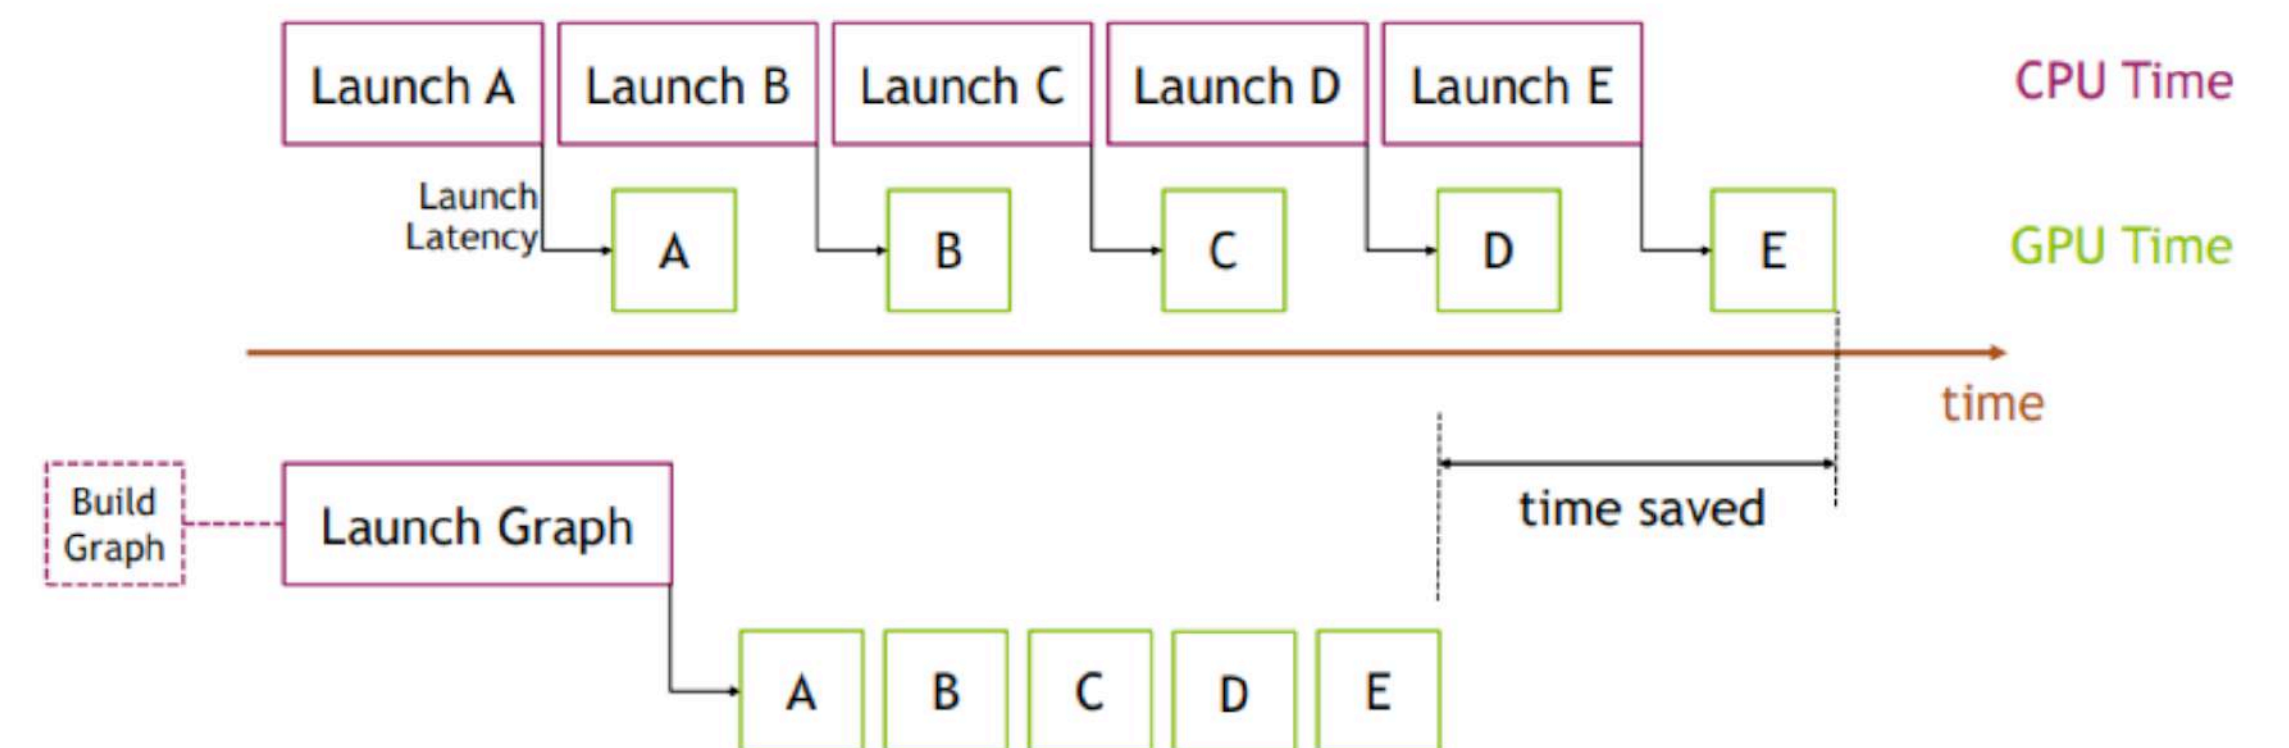 Launch A
Launch B
Launch C
Launch D
Launch E
CPU Time
Launch
Latency
A
B
C
D
E
GPU Time
time
Build
Graph
Launch Graph
time saved
A
B
C
D
E